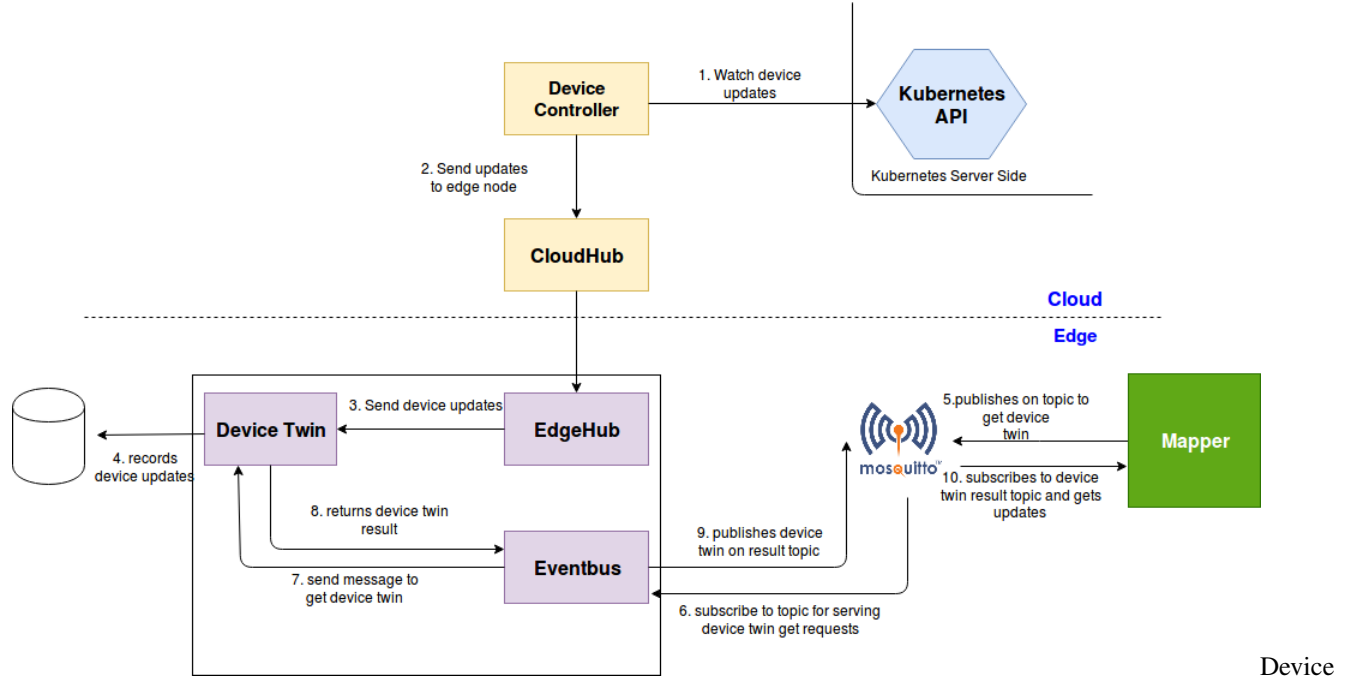 Device
Controller
1. Watch device
updates
Kubernetes
API
Kubernetes Server Side
2. Send updates
to edge node
CloudHub
Cloud
Edge
Device Twin
3. Send device updates
EdgeHub
4. records
device updates
8. returns device twin
result
7. send message to
get device twin
Eventbus
9. publishes device
twin on result topic
6. subscribe to topic for serving
device twin get requests
mosquitto™
5.publishes on topic to
get device
twin
10. subscribes to device
twin result topic and gets
updates
Mapper
Device